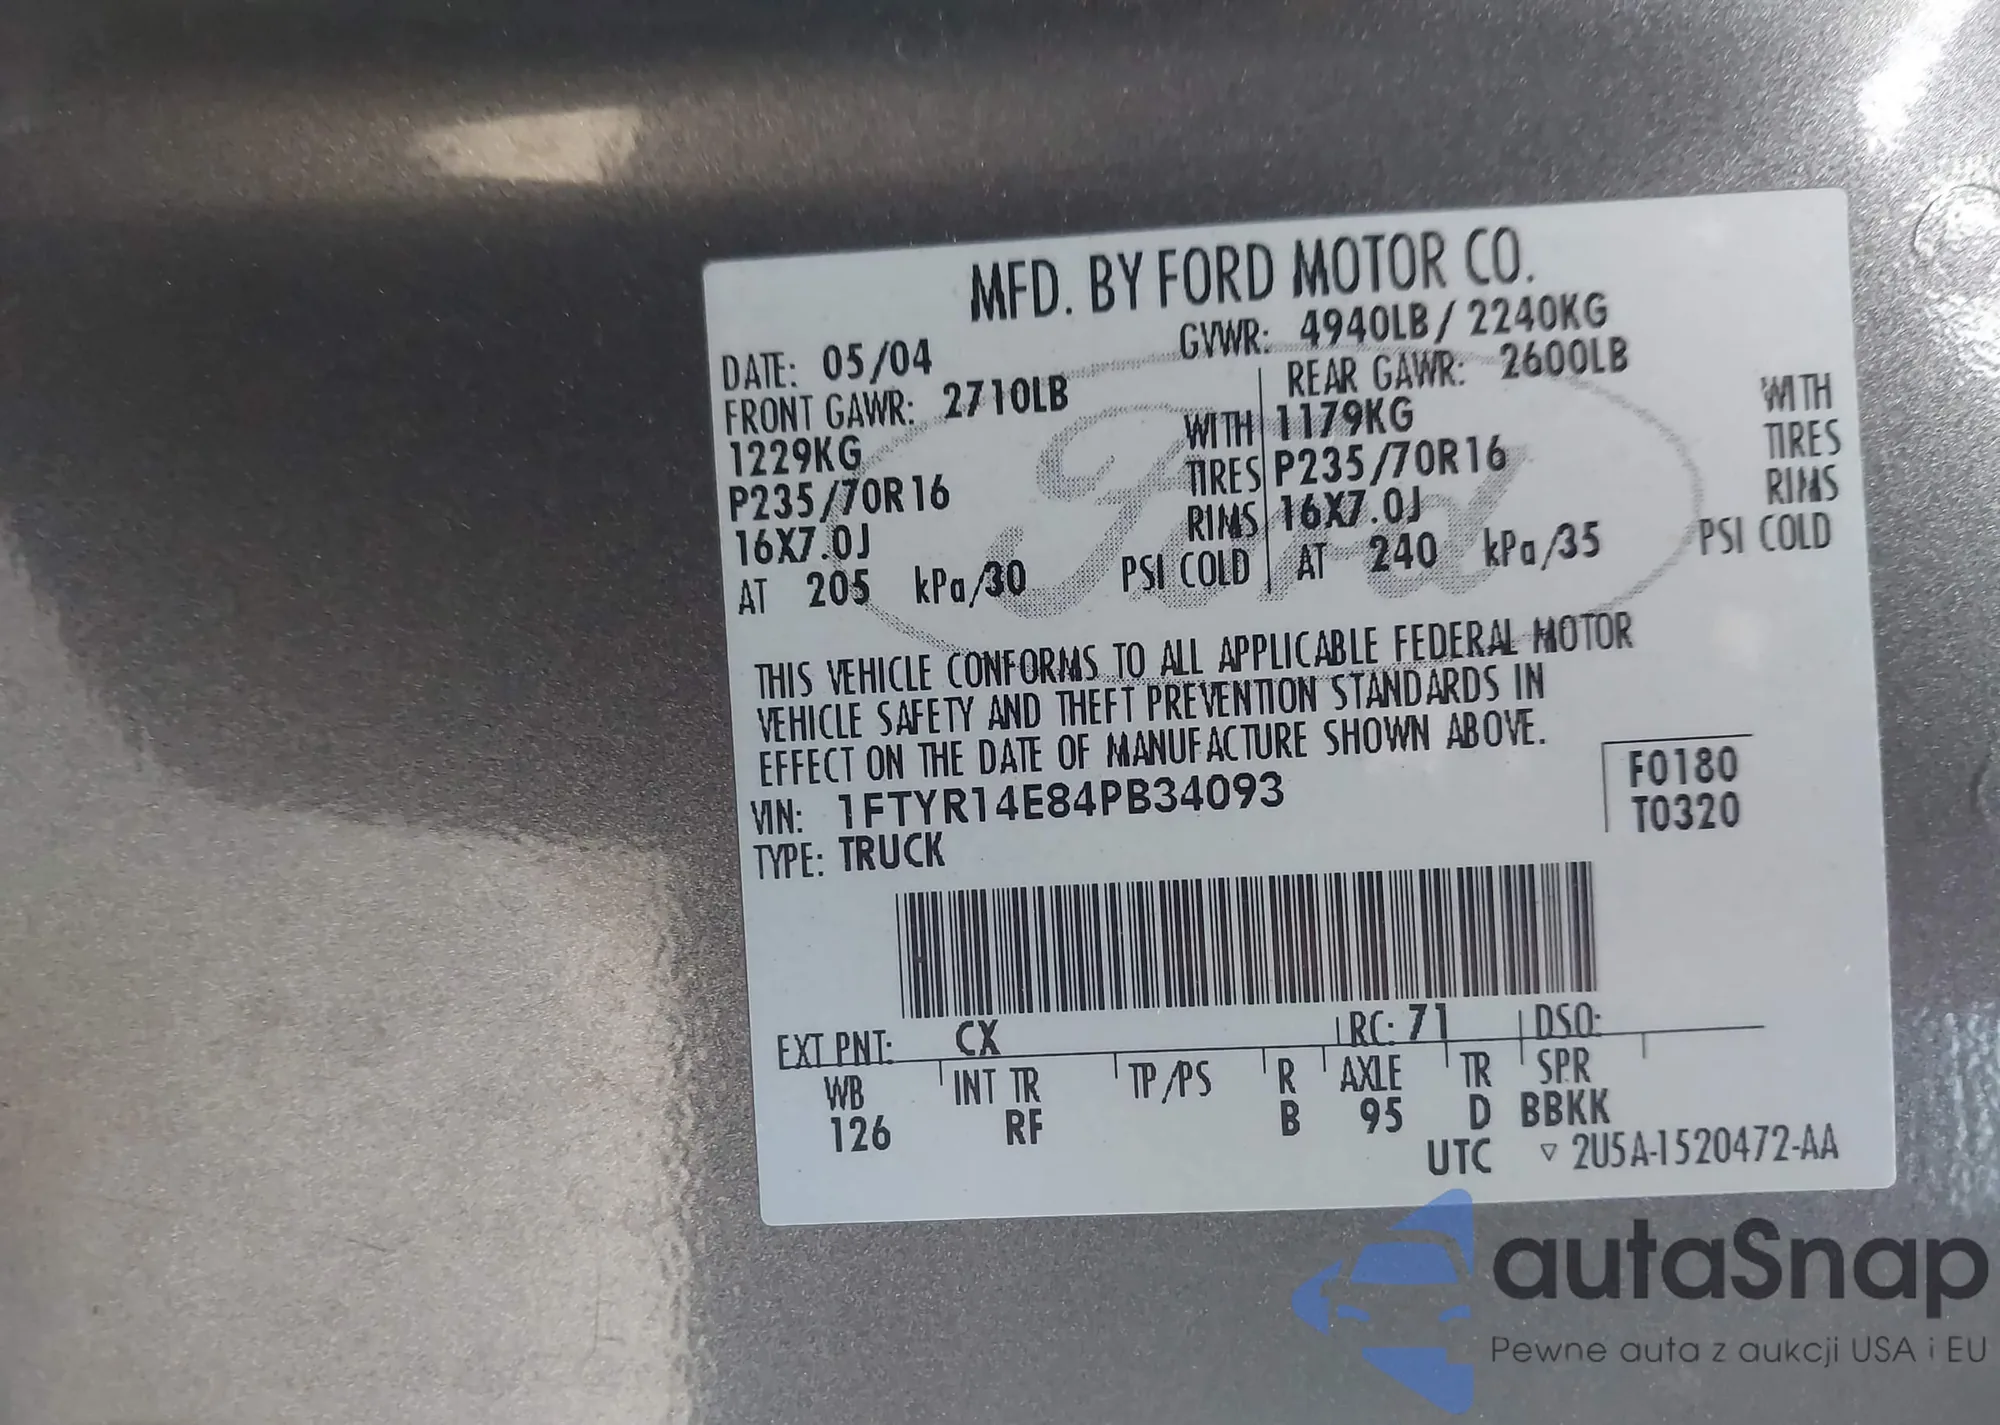 MFD. BY FORD MOTOR CO.
DATE: 05/04 GVWR: 4940LB / 2240KG
FRONT GAWR: 2710LB REAR GAWR: 2600LB
1229KG WITH 1179KG WITH
P235/70R16 TIRES P235/70R16 TIRES
16X7.0J RIMS 16X7.0J RIMS
AT 205 kPa/30 PSI COLD AT 240 kPa/35 PSI COLD
Ford
THIS VEHICLE CONFORMS TO ALL APPLICABLE FEDERAL MOTOR
VEHICLE SAFETY AND THEFT PREVENTION STANDARDS IN
EFFECT ON THE DATE OF MANUFACTURE SHOWN ABOVE.
VIN: 1FTYR14E84PB34093 F0180
TYPE: TRUCK T0320
EXT PNT: CX RC: 71 DSO:
WB INT TR TP/PS R AXLE TR SPR
126 RF B 95 D BBKK
UTC ▽ 2U5A-1520472-AA
autaSnap
Pewne auta z aukcji USA i EU